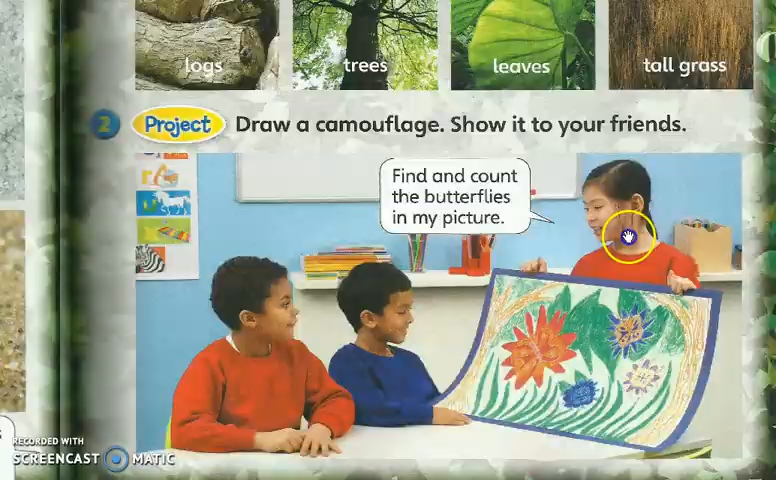 logs
trees
leaves
tall grass
2 Project Draw a camouflage. Show it to your friends.
Find and count
the butterflies
in my picture.
RECORDED WITH
SCREENCAST MATIC